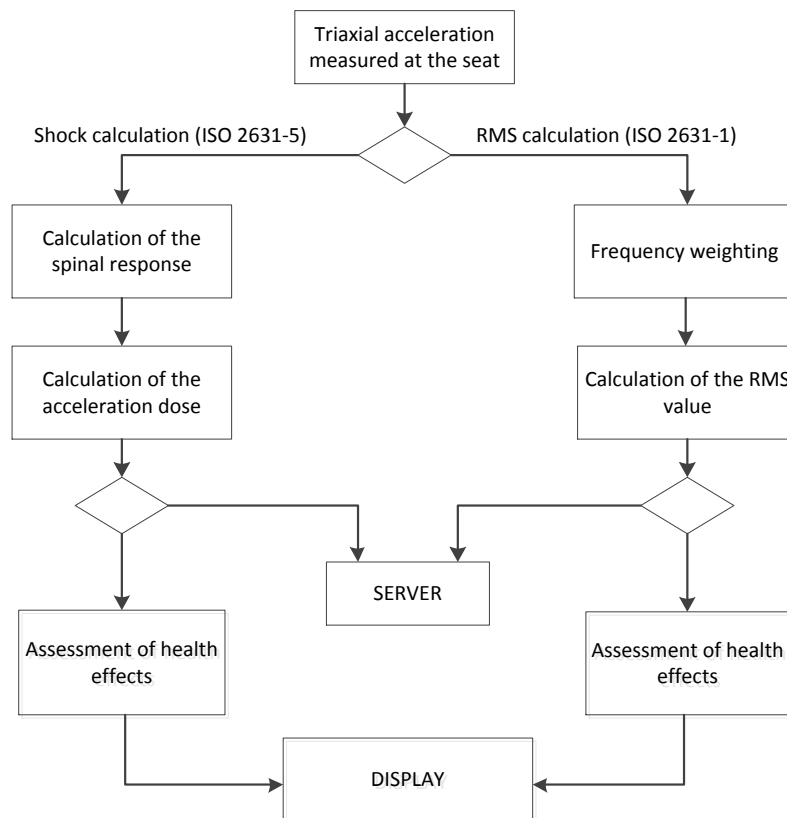 Triaxial acceleration
measured at the seat
Shock calculation (ISO 2631-5)
RMS calculation (ISO 2631-1)
Calculation of the
spinal response
Frequency weighting
Calculation of the
acceleration dose
Calculation of the RMS
value
SERVER
Assessment of health
effects
Assessment of health
effects
DISPLAY